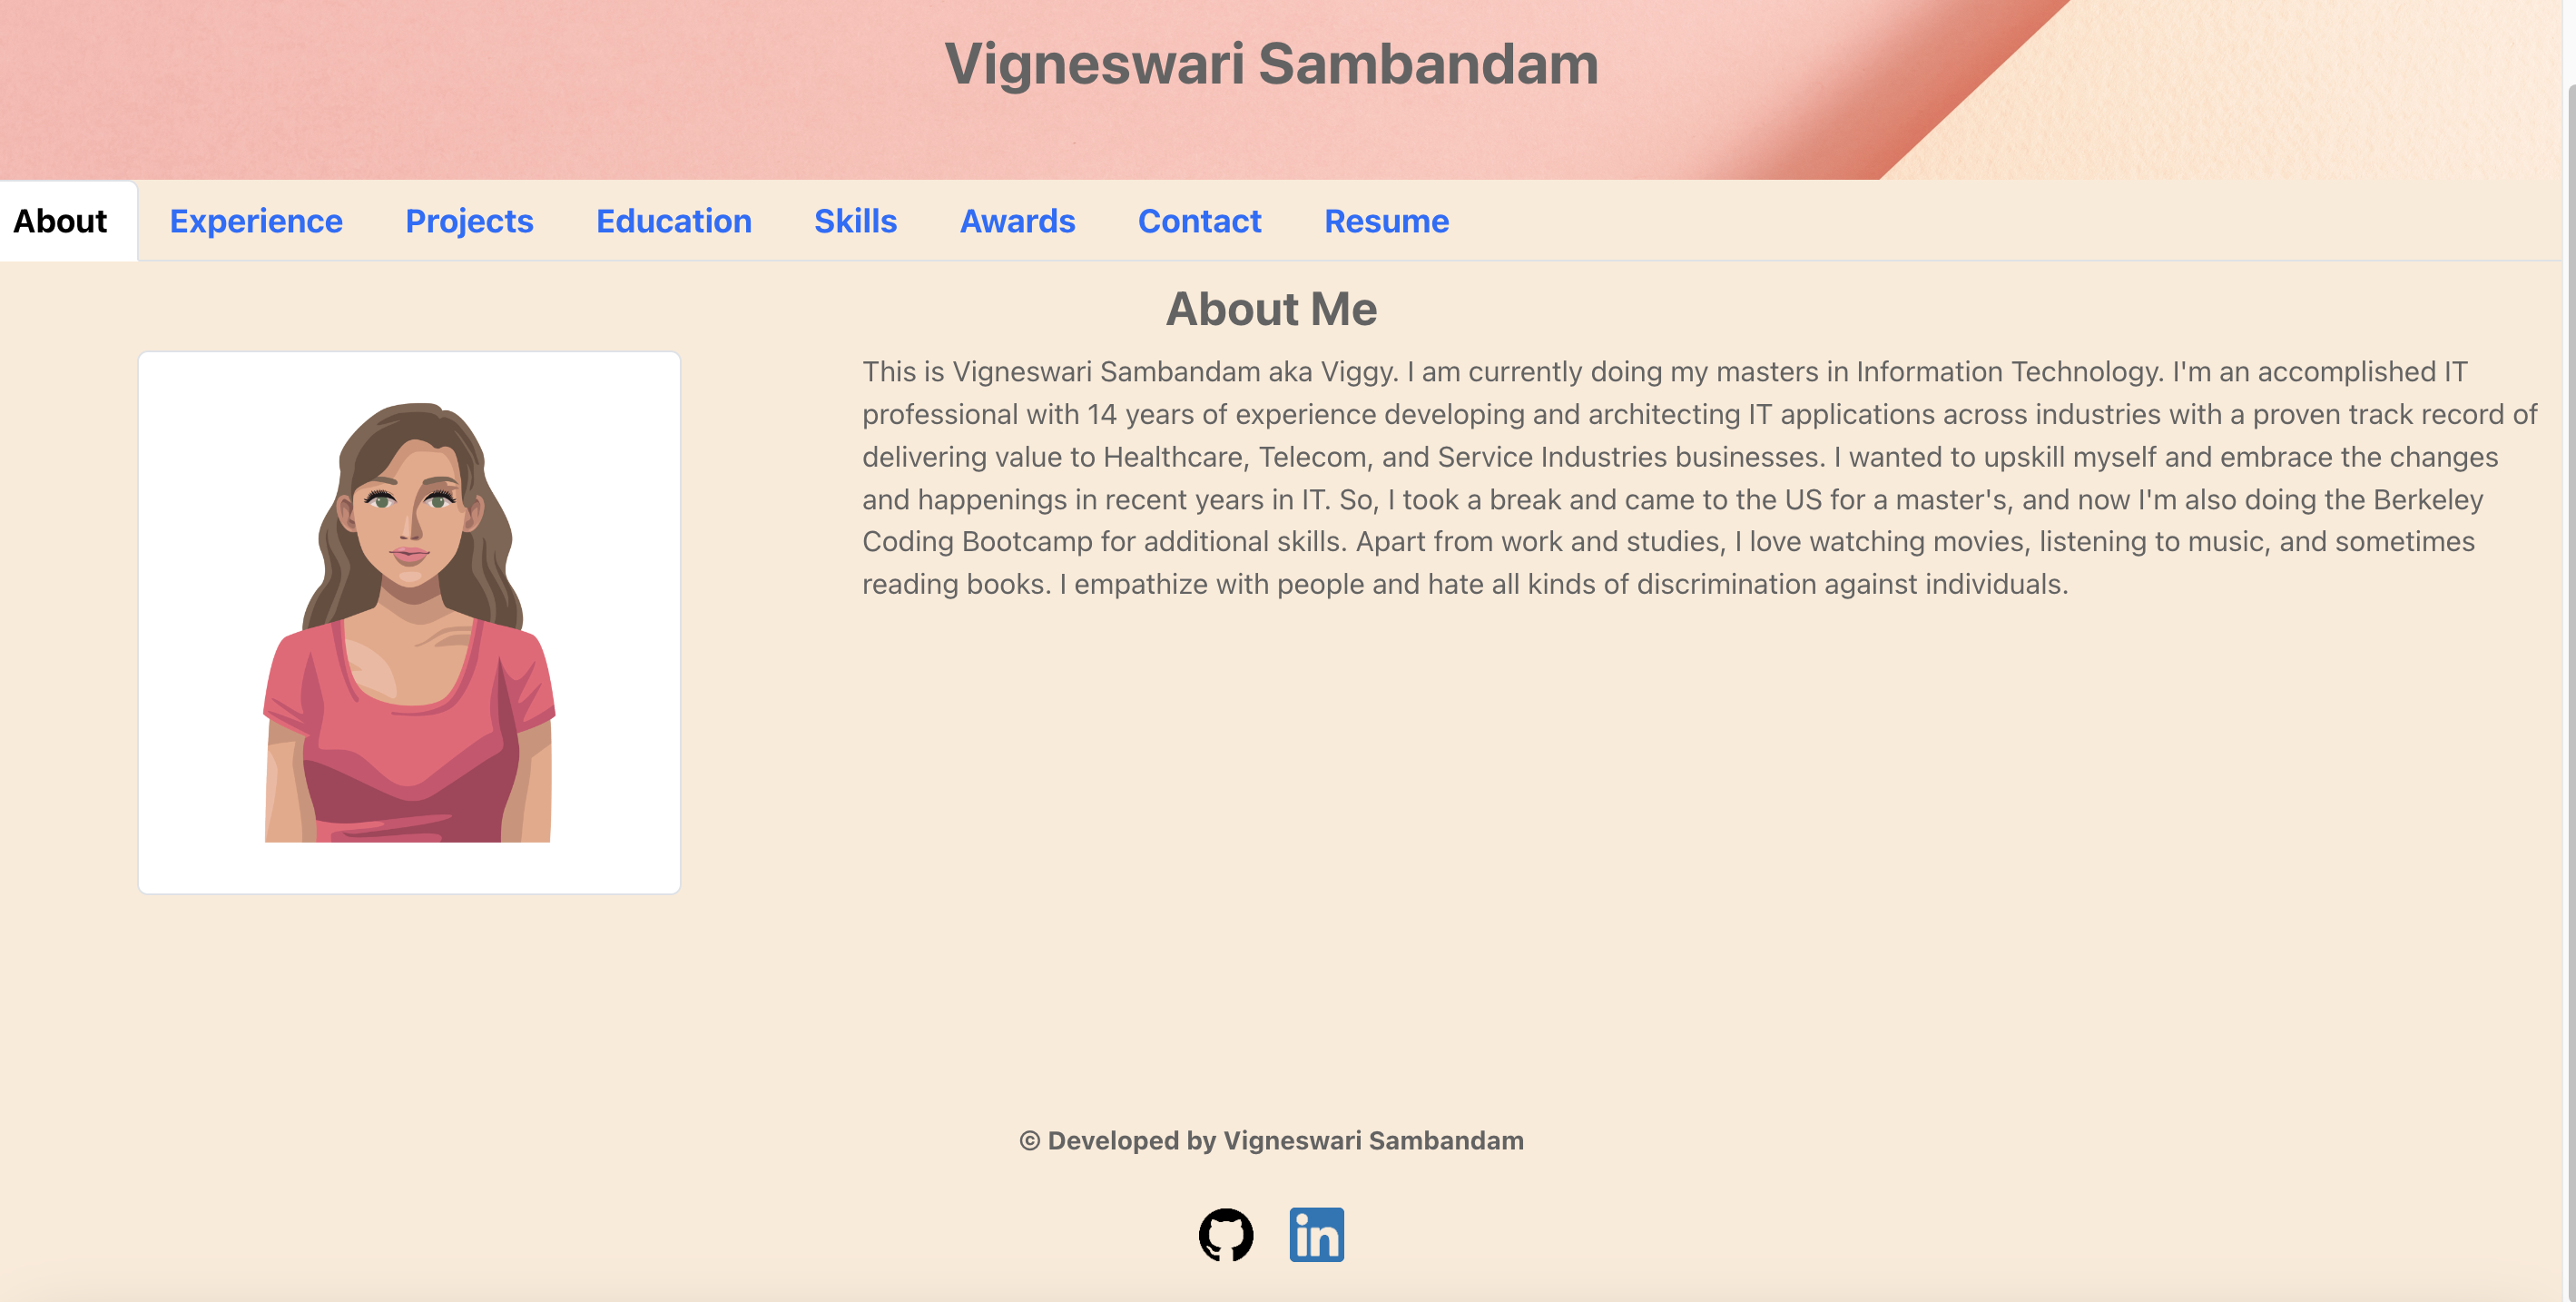 Vigneswari Sambandam
About Experience Projects Education Skills Awards Contact Resume
About Me
This is Vigneswari Sambandam aka Viggy. I am currently doing my masters in Information Technology. I'm an accomplished IT
professional with 14 years of experience developing and architecting IT applications across industries with a proven track record of
delivering value to Healthcare, Telecom, and Service Industries businesses. I wanted to upskill myself and embrace the changes
and happenings in recent years in IT. So, I took a break and came to the US for a master's, and now I'm also doing the Berkeley
Coding Bootcamp for additional skills. Apart from work and studies, I love watching movies, listening to music, and sometimes
reading books. I empathize with people and hate all kinds of discrimination against individuals.
© Developed by Vigneswari Sambandam
in